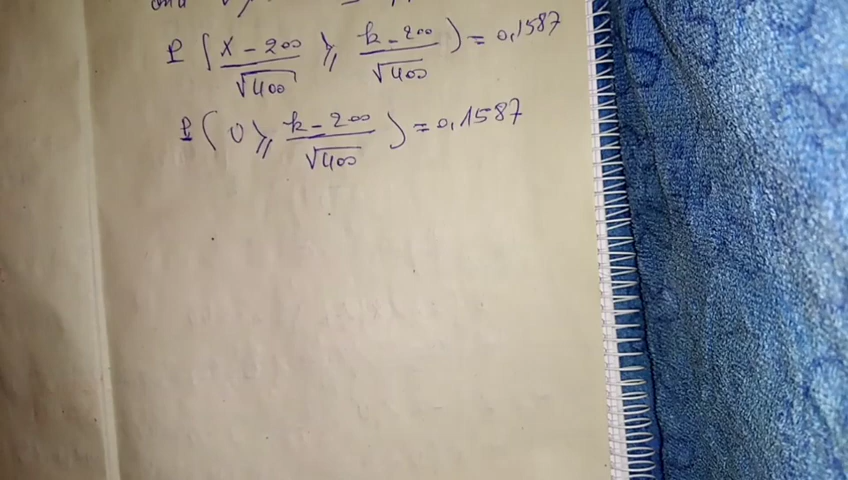 P ( X - 200 / √400 ⩾ k - 200 / √400 ) = 0,1587
P ( U ⩾ k - 200 / √400 ) = 0,1587